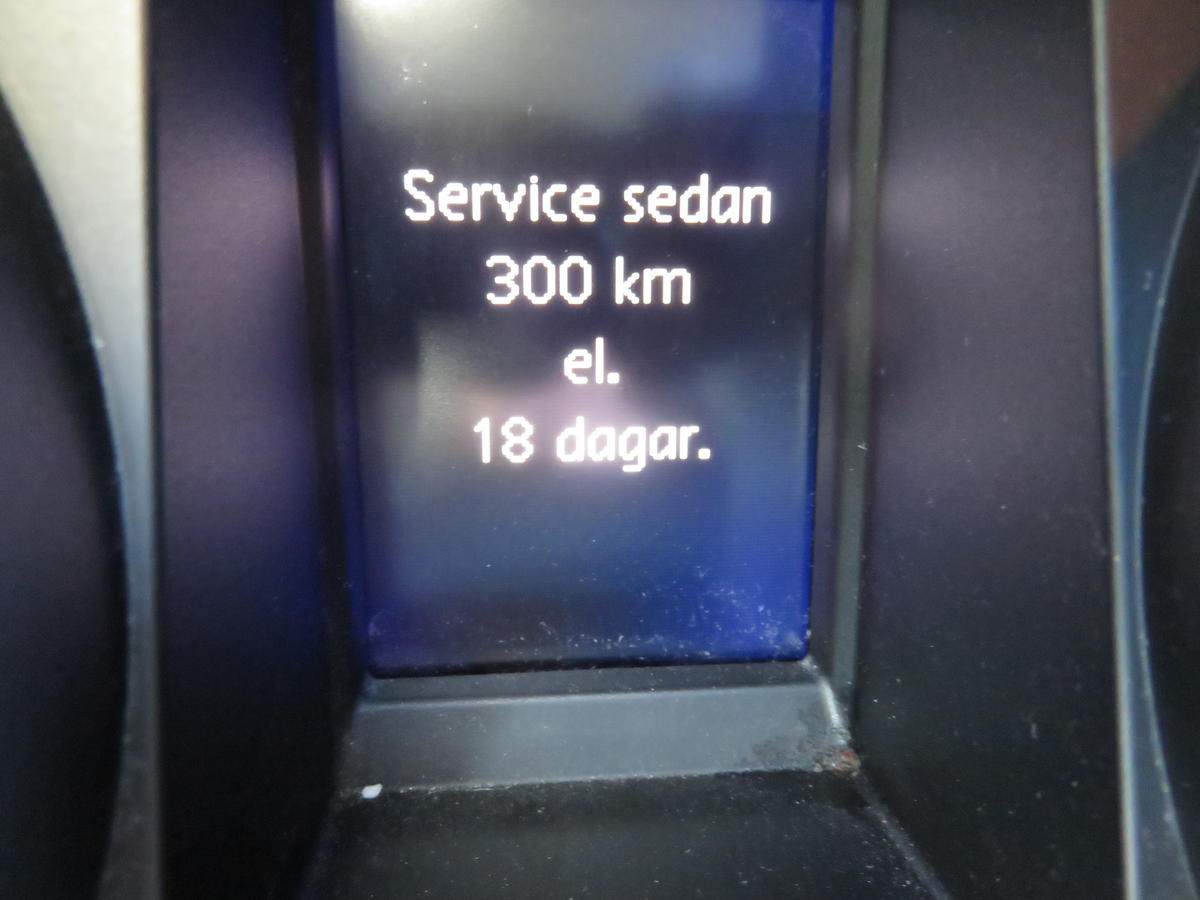 Service sedan
300 km
el.
18 dagar.